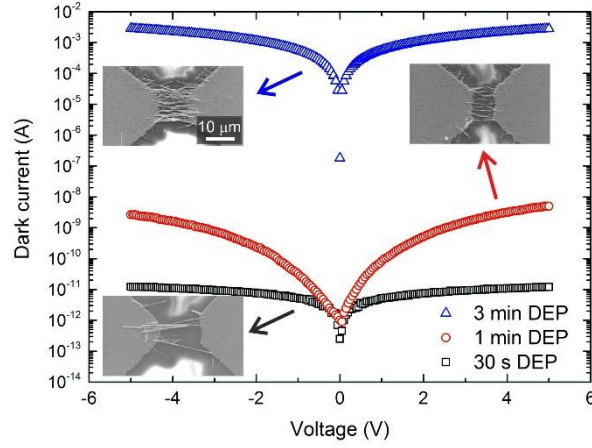 10⁻²
10⁻³
10⁻⁴
10⁻⁵
10⁻⁶
10⁻⁷
10⁻⁸
10⁻⁹
10⁻¹⁰
10⁻¹¹
10⁻¹²
10⁻¹³
10⁻¹⁴
Dark current (A)
10 μm
3 min DEP
1 min DEP
30 s DEP
-6 -4 -2 0 2 4 6
Voltage (V)